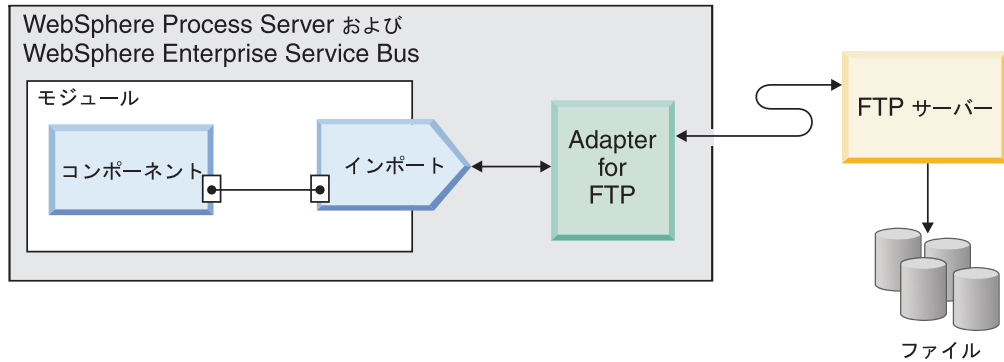 WebSphere Process Server および
WebSphere Enterprise Service Bus
モジュール
コンポーネント
インポート
Adapter
for
FTP
FTP サーバー
ファイル